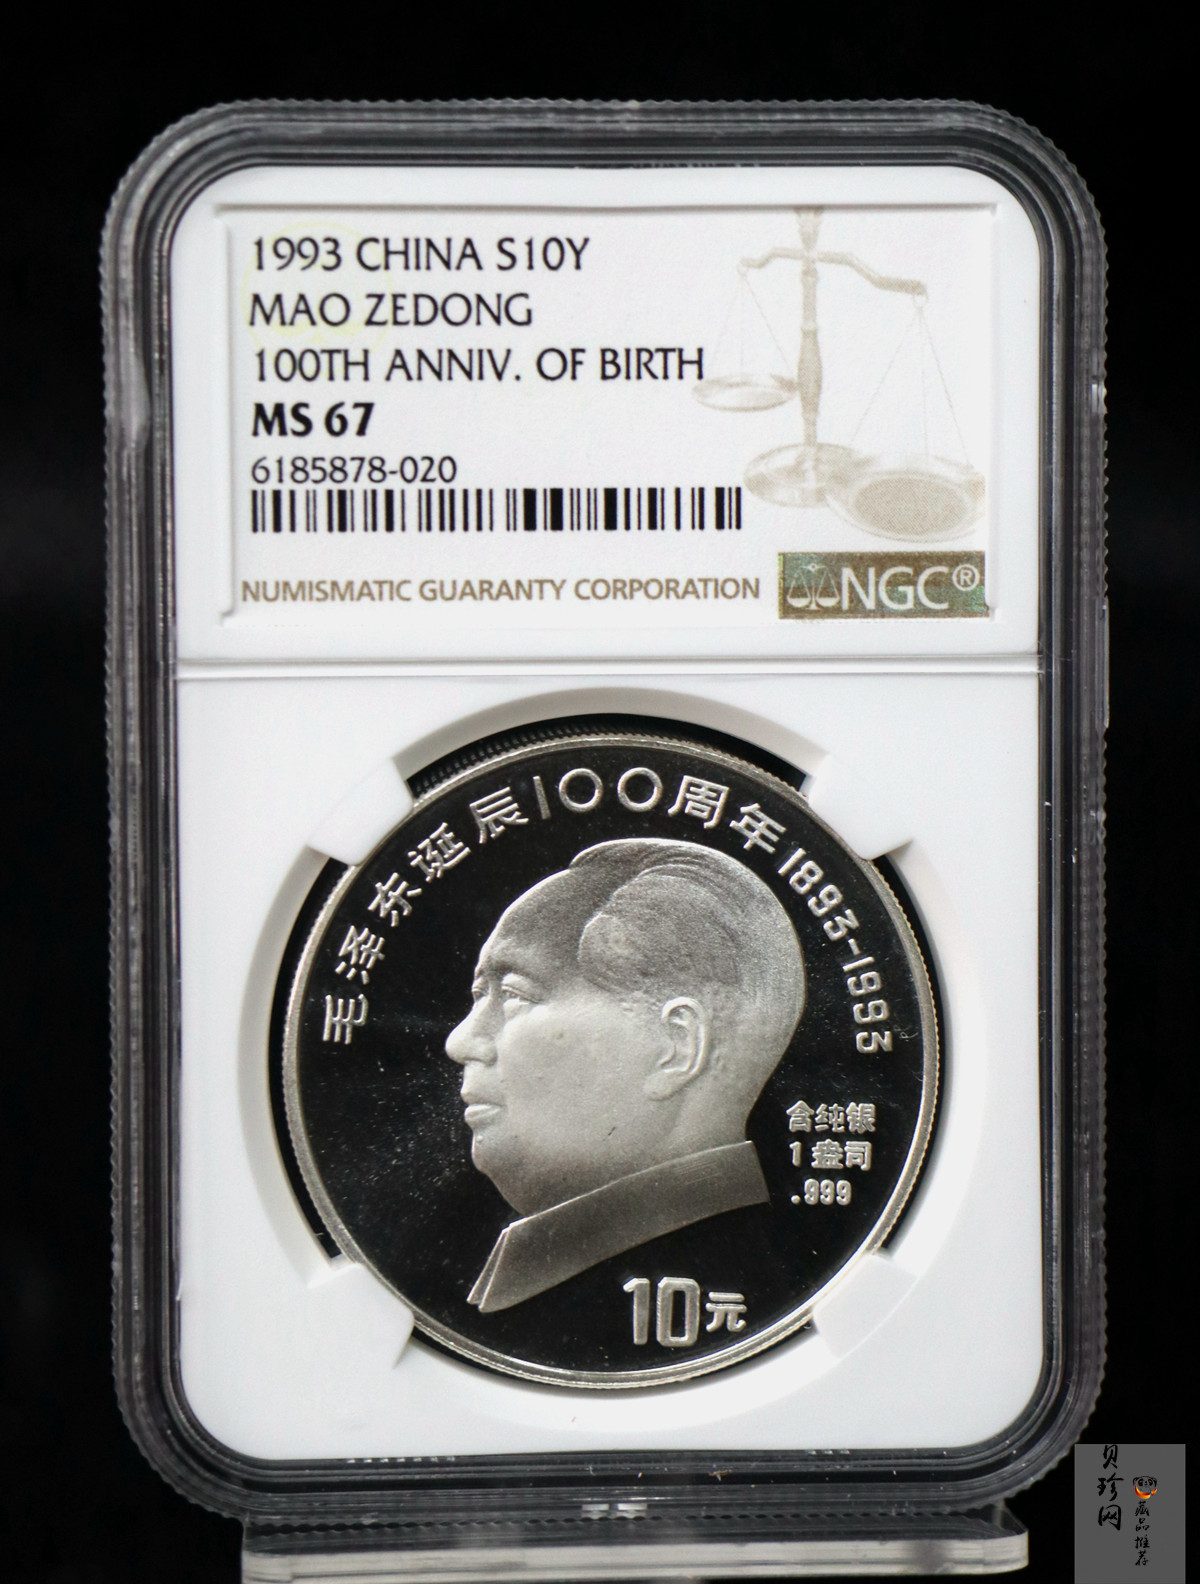 1993 CHINA S10Y
MAO ZEDONG
100TH ANNIV. OF BIRTH
MS 67
6185878-020
NUMISMATIC GUARANTY CORPORATION
NGC®
毛泽东诞辰100周年1893-1993
含纯银
1盎司
.999
10元
贝珍网
藏品推荐